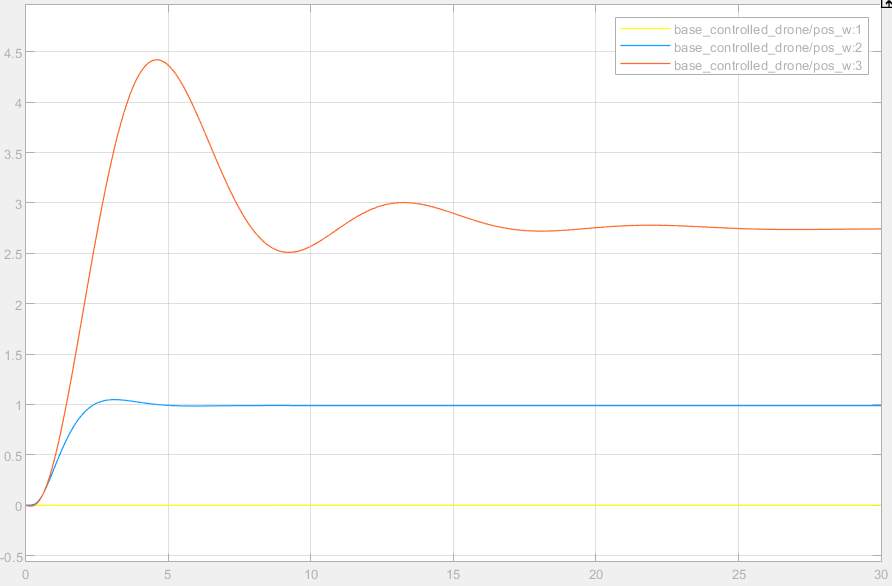 base_controlled_drone/pos_w:1
base_controlled_drone/pos_w:2
base_controlled_drone/pos_w:3
4.5
4
3.5
3
2.5
2
1.5
1
0.5
0
-0.5
0 5 10 15 20 25 30